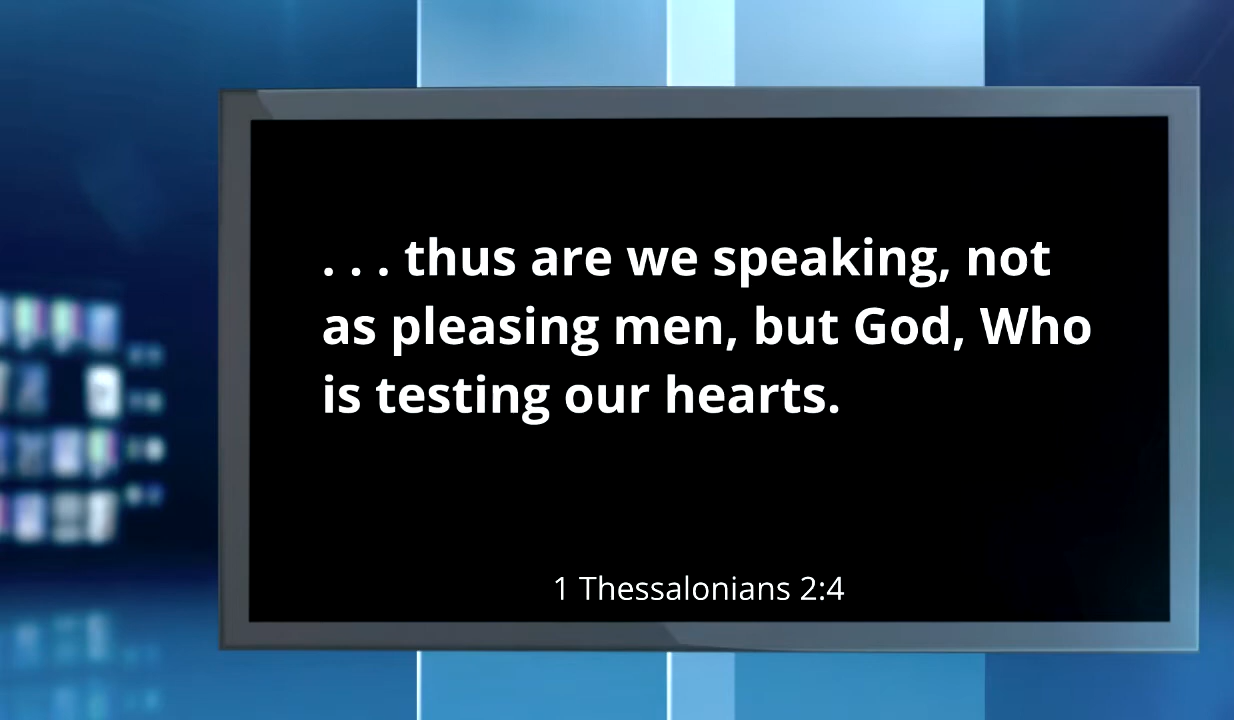 . . . thus are we speaking, not
as pleasing men, but God, Who
is testing our hearts.
1 Thessalonians 2:4